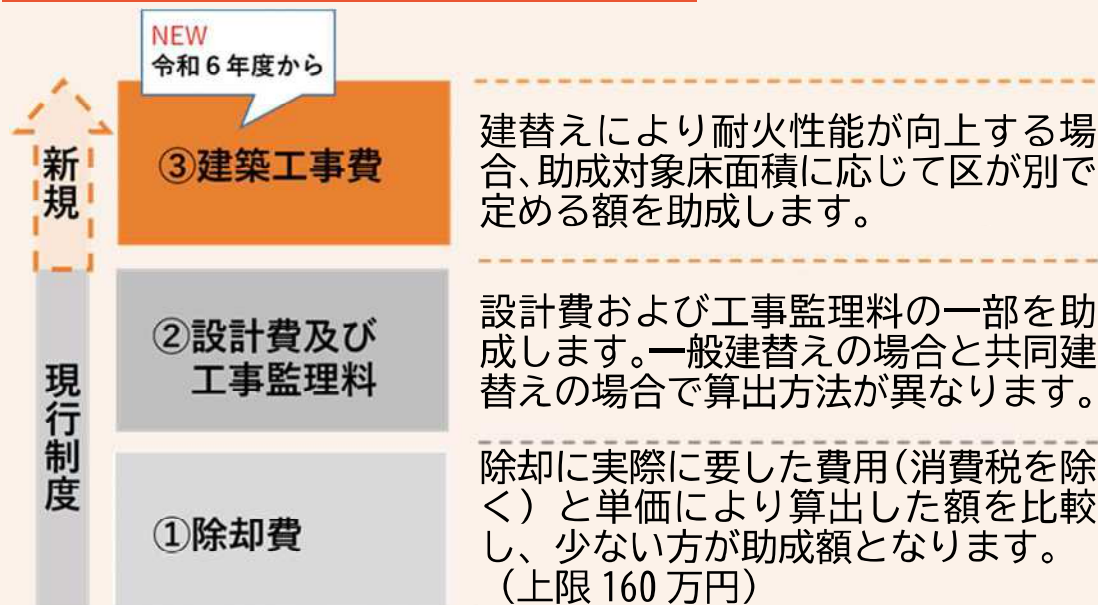 NEW
令和6年度から
新規
③建築工事費
建替えにより耐火性能が向上する場
合、助成対象床面積に応じて区が別で
定める額を助成します。
現行制度
②設計費及び
工事監理料
設計費および工事監理料の一部を助
成します。一般建替えの場合と共同建
替えの場合で算出方法が異なります。
①除却費
除却に実際に要した費用(消費税を除
く)と単価により算出した額を比較
し、少ない方が助成額となります。
(上限 160 万円)